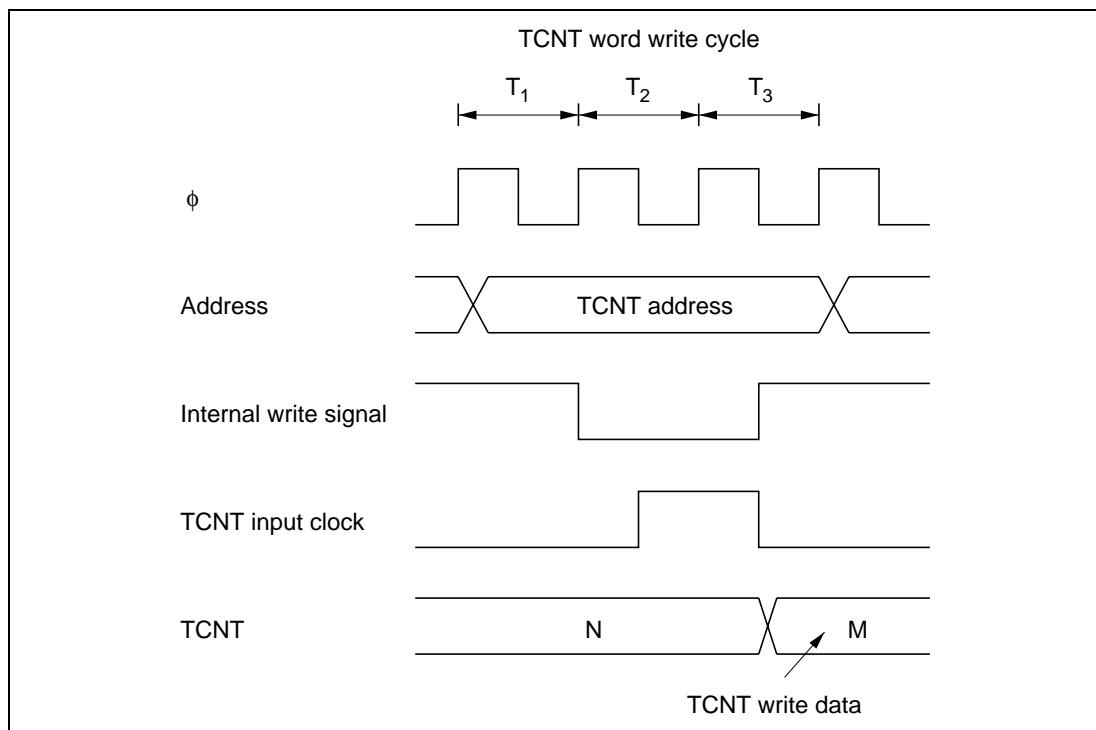 TCNT word write cycle
T1 T2 T3
ϕ
Address
TCNT address
Internal write signal
TCNT input clock
TCNT
N
M
TCNT write data